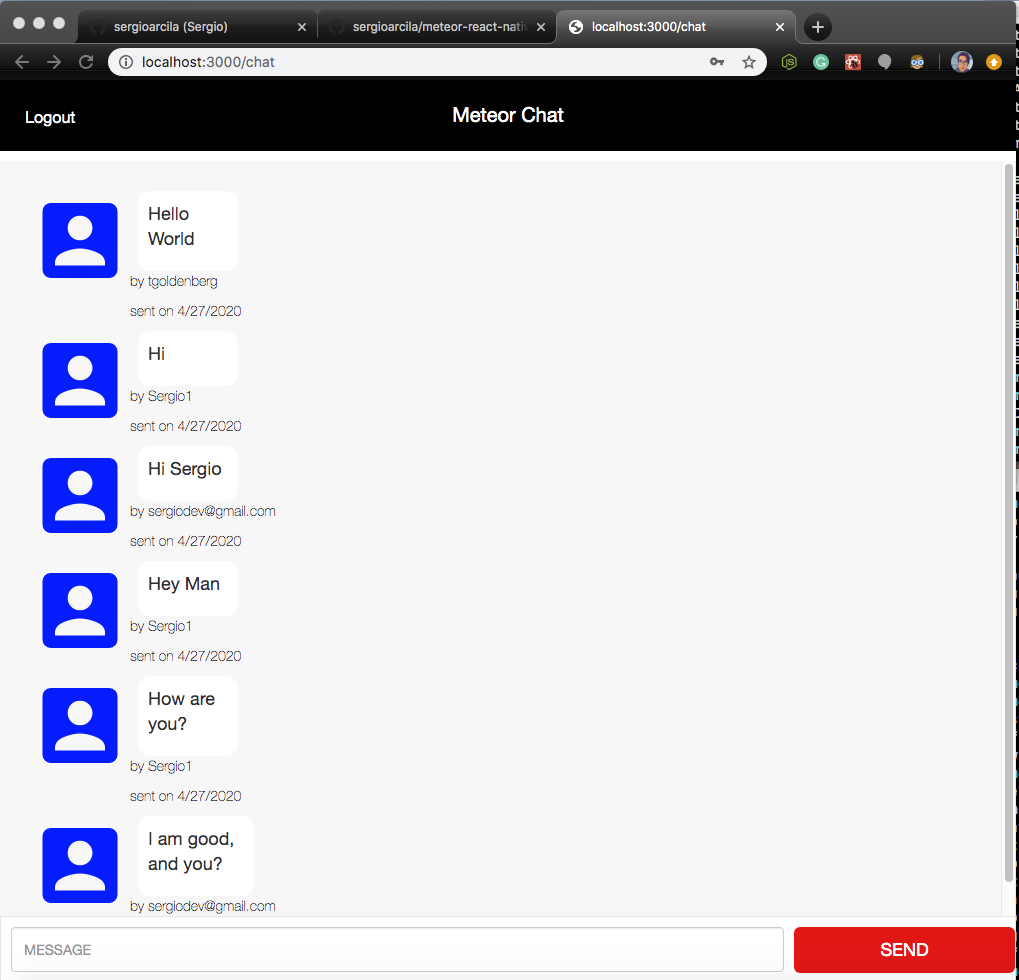 sergioarcila (Sergio)
sergioarcila/meteor-react-nati
localhost:3000/chat
localhost:3000/chat
Logout
Meteor Chat
Hello
World
by tgoldenberg
sent on 4/27/2020
Hi
by Sergio1
sent on 4/27/2020
Hi Sergio
by sergiodev@gmail.com
sent on 4/27/2020
Hey Man
by Sergio1
sent on 4/27/2020
How are
you?
by Sergio1
sent on 4/27/2020
I am good,
and you?
by sergiodev@gmail.com
MESSAGE
SEND